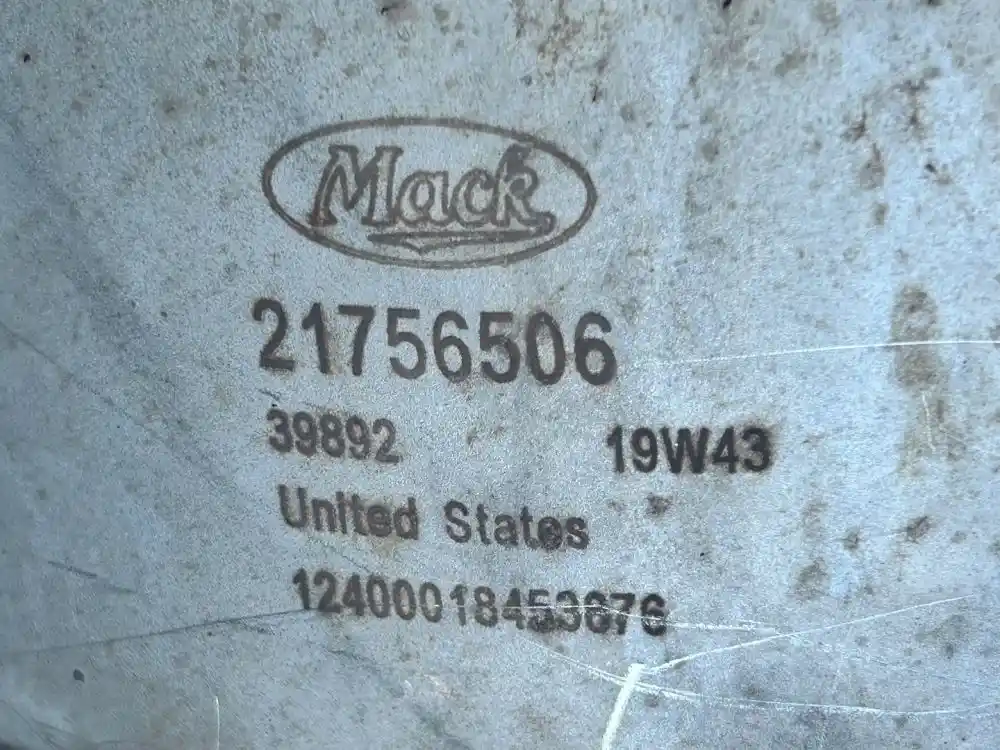 Mack
21756506
39892 19W43
United States